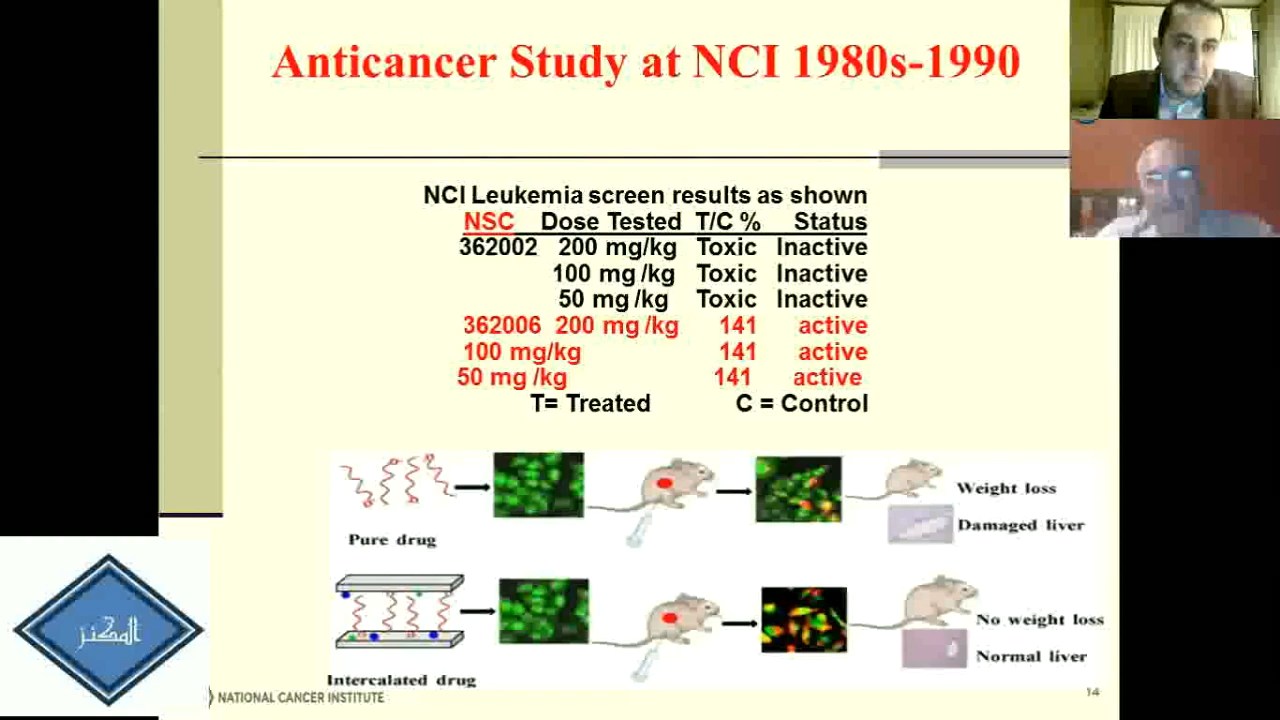 Anticancer Study at NCI 1980s-1990
NCI Leukemia screen results as shown
NSC Dose Tested T/C % Status
362002 200 mg/kg Toxic Inactive
100 mg /kg Toxic Inactive
50 mg /kg Toxic Inactive
362006 200 mg /kg 141 active
100 mg/kg 141 active
50 mg /kg 141 active
T= Treated C = Control
Weight loss
Damaged liver
Pure drug
No weight loss
Normal liver
Intercalated drug
المكنز
NATIONAL CANCER INSTITUTE
14